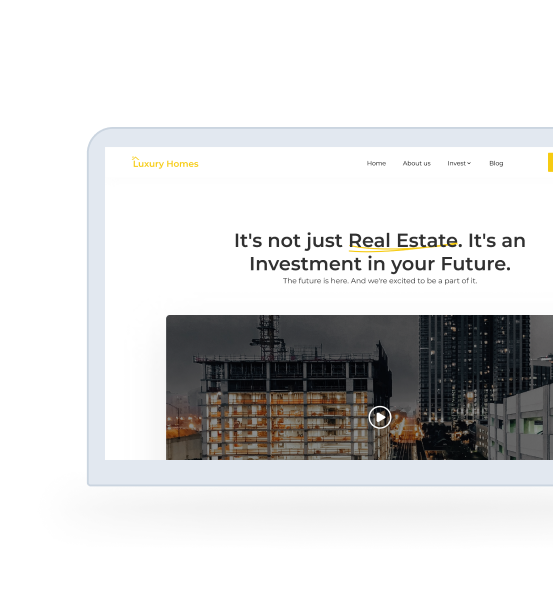 Luxury Homes
Home About us Invest Blog
It's not just Real Estate. It's an
Investment in your Future.
The future is here. And we're excited to be a part of it.